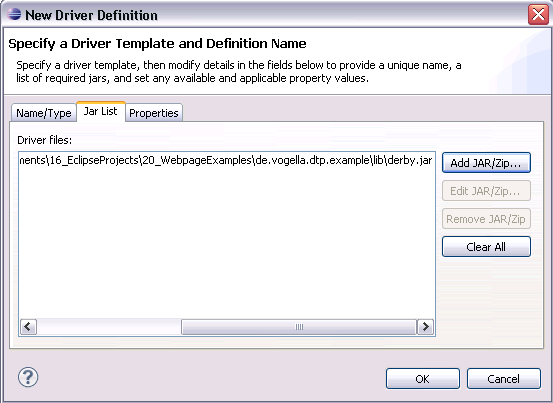 New Driver Definition
Specify a Driver Template and Definition Name
Specify a driver template, then modify details in the fields below to provide a unique name, a
list of required jars, and set any available and applicable property values.
Name/Type Jar List Properties
Driver files:
nents\16_EclipseProjects\20_WebpageExamples\de.vogella.dtp.example\lib\derby.jar
Add JAR/Zip...
Edit JAR/Zip...
Remove JAR/Zip
Clear All
?
OK Cancel